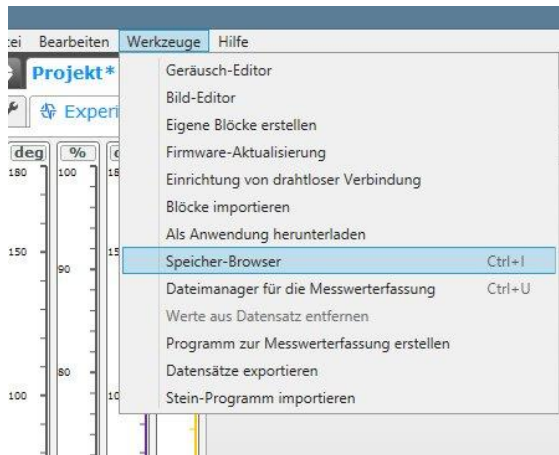 Bearbeiten Werkzeuge Hilfe
Projekt*
Geräusch-Editor
Bild-Editor
Eigene Blöcke erstellen
Firmware-Aktualisierung
Einrichtung von drahtloser Verbindung
Blöcke importieren
Als Anwendung herunterladen
Speicher-Browser Ctrl+I
Dateimanager für die Messwerterfassung Ctrl+U
Werte aus Datensatz entfernen
Programm zur Messwerterfassung erstellen
Datensätze exportieren
Stein-Programm importieren
deg %
180 100
150
90
80
100